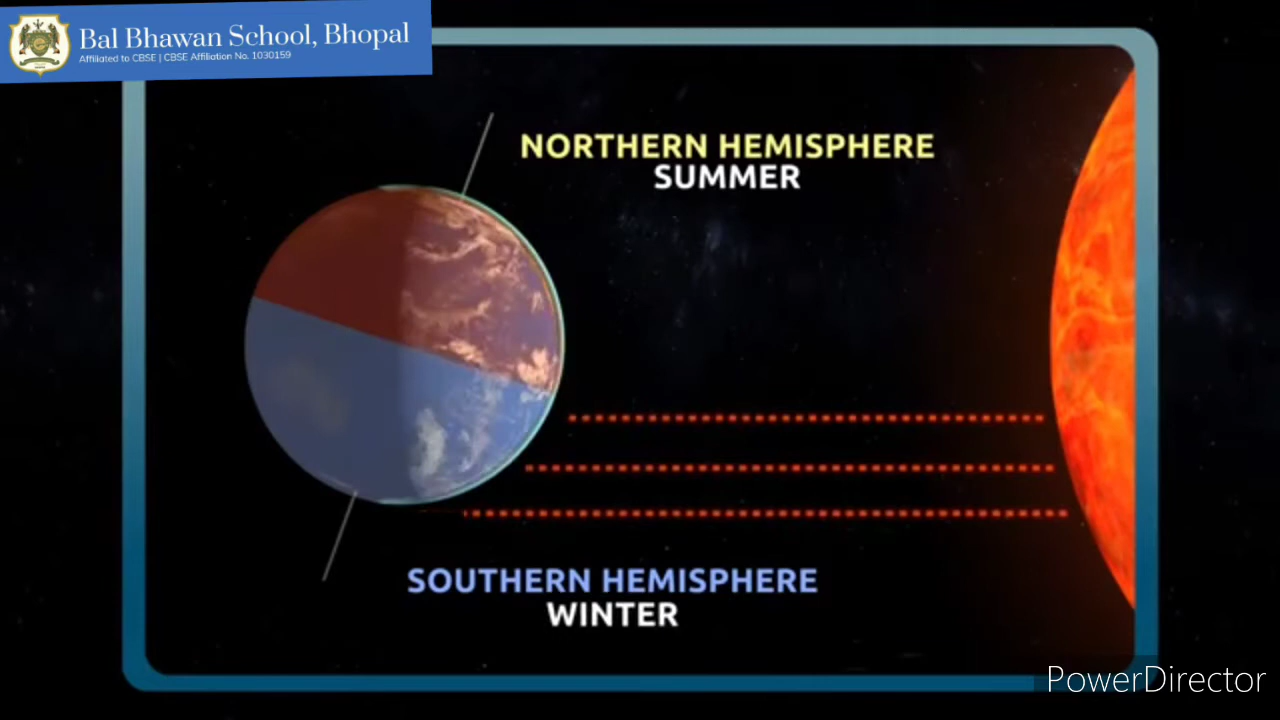 Bal Bhawan School, Bhopal
Affiliated to CBSE | CBSE Affiliation No. 1030159
NORTHERN HEMISPHERE
SUMMER
SOUTHERN HEMISPHERE
WINTER
PowerDirector